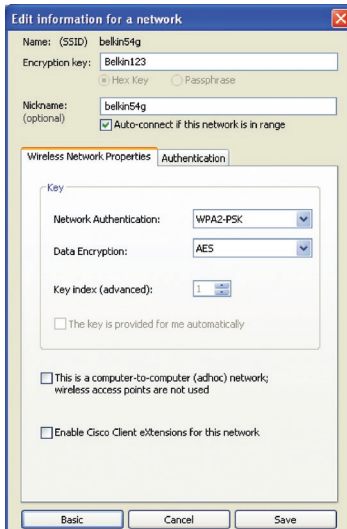 Edit information for a network
Name: (SSID) belkin54g
Encryption key: Belkin123
Hex Key Passphrase
Nickname: belkin54g
(optional)
Auto-connect if this network is in range
Wireless Network Properties Authentication
Key
Network Authentication: WPA2-PSK
Data Encryption: AES
Key index (advanced): 1
The key is provided for me automatically
This is a computer-to-computer (adhoc) network;
wireless access points are not used
Enable Cisco Client eXtensions for this network
Basic Cancel Save